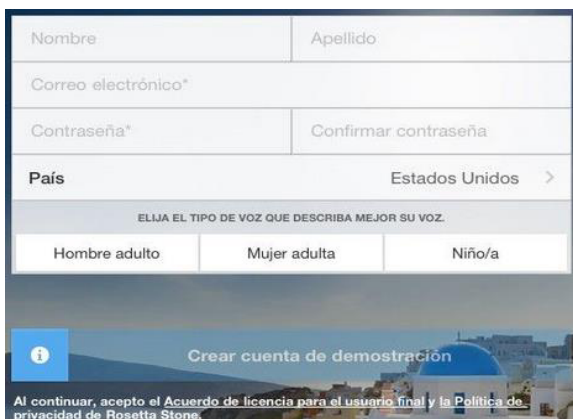 Nombre Apellido
Correo electrónico*
Contraseña* Confirmar contraseña
País Estados Unidos >
ELIJA EL TIPO DE VOZ QUE DESCRIBA MEJOR SU VOZ.
Hombre adulto Mujer adulta Niño/a
i Crear cuenta de demostración
Al continuar, acepto el Acuerdo de licencia para el usuario final y la Política de
privacidad de Rosetta Stone.